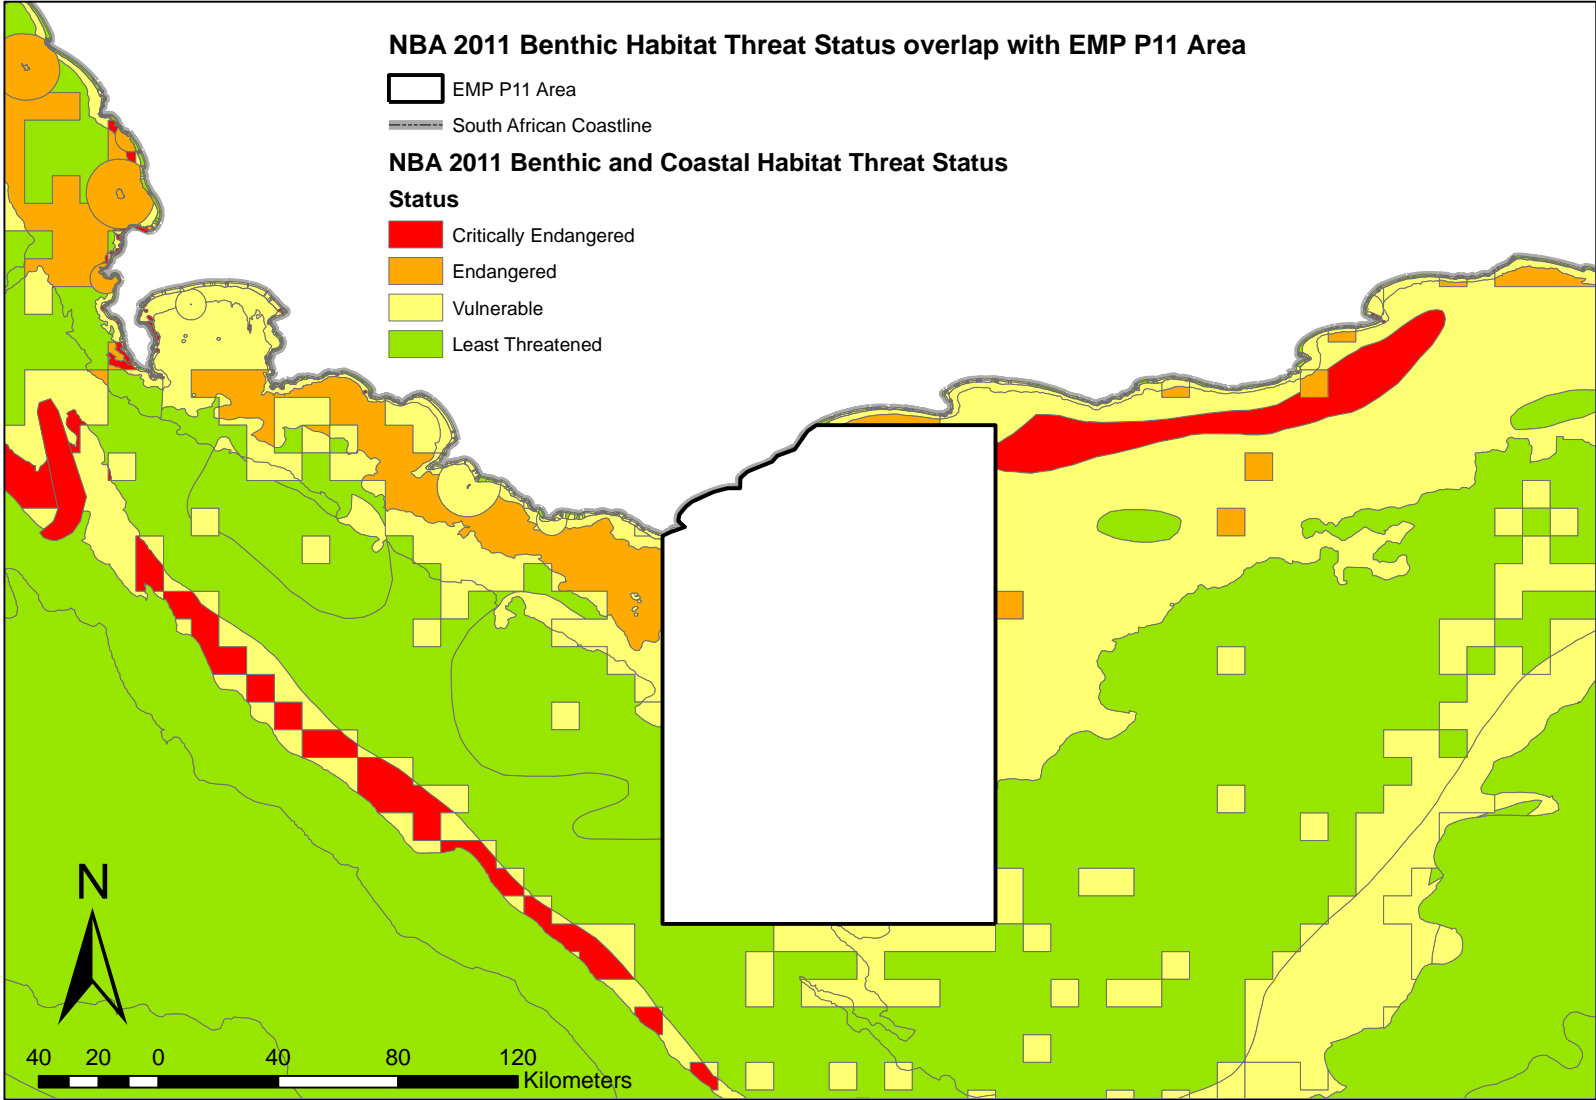 NBA 2011 Benthic Habitat Threat Status overlap with EMP P11 Area
EMP P11 Area
South African Coastline
NBA 2011 Benthic and Coastal Habitat Threat Status
Status
Critically Endangered
Endangered
Vulnerable
Least Threatened
N
40 20 0 40 80 120
Kilometers